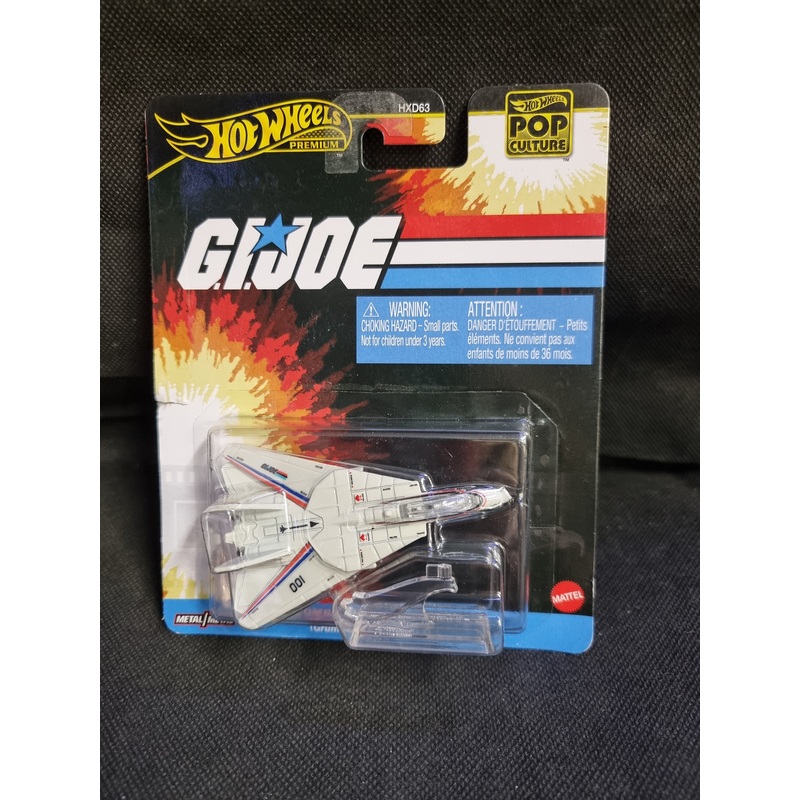 HXD63
HOT WHEELS
PREMIUM
™
HOT WHEELS
POP
CULTURE
™
G.I.JOE
WARNING:
CHOKING HAZARD – Small parts.
Not for children under 3 years.
ATTENTION :
DANGER D'ÉTOUFFEMENT – Petits
éléments. Ne convient pas aux
enfants de moins de 36 mois.
G.I.JOE
001
MATTEL